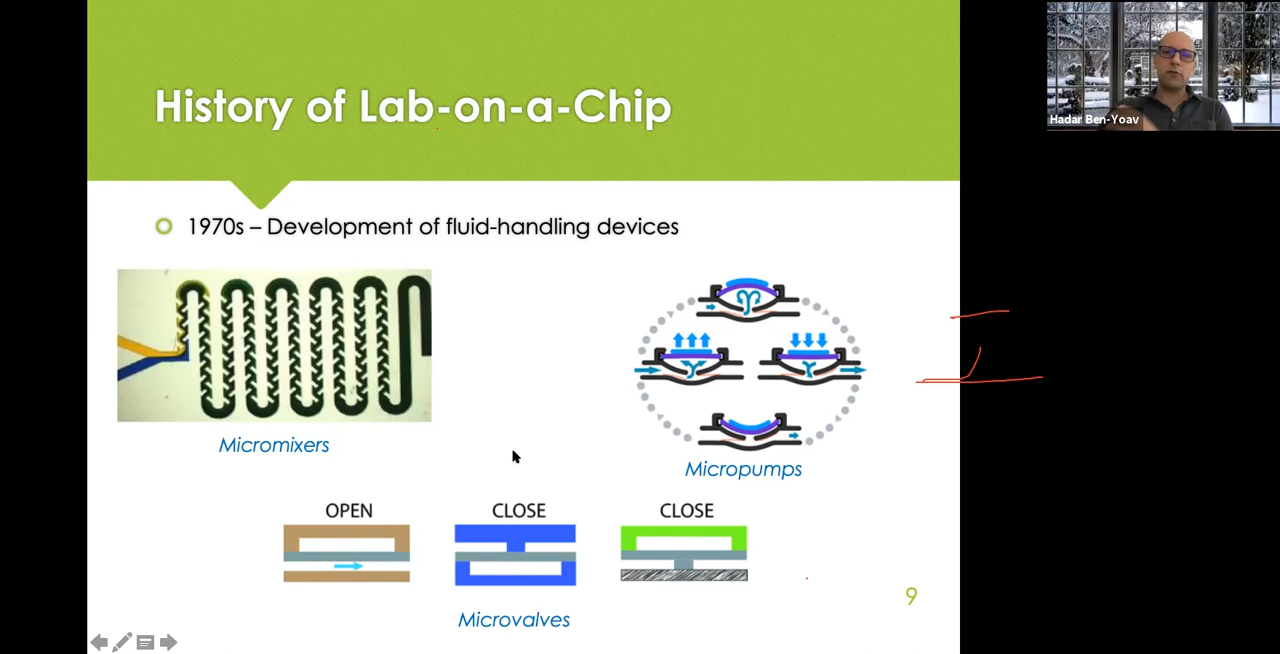 History of Lab-on-a-Chip
Hadar Ben-Yoav
1970s – Development of fluid-handling devices
Micromixers
Micropumps
OPEN
CLOSE
CLOSE
Microvalves
9